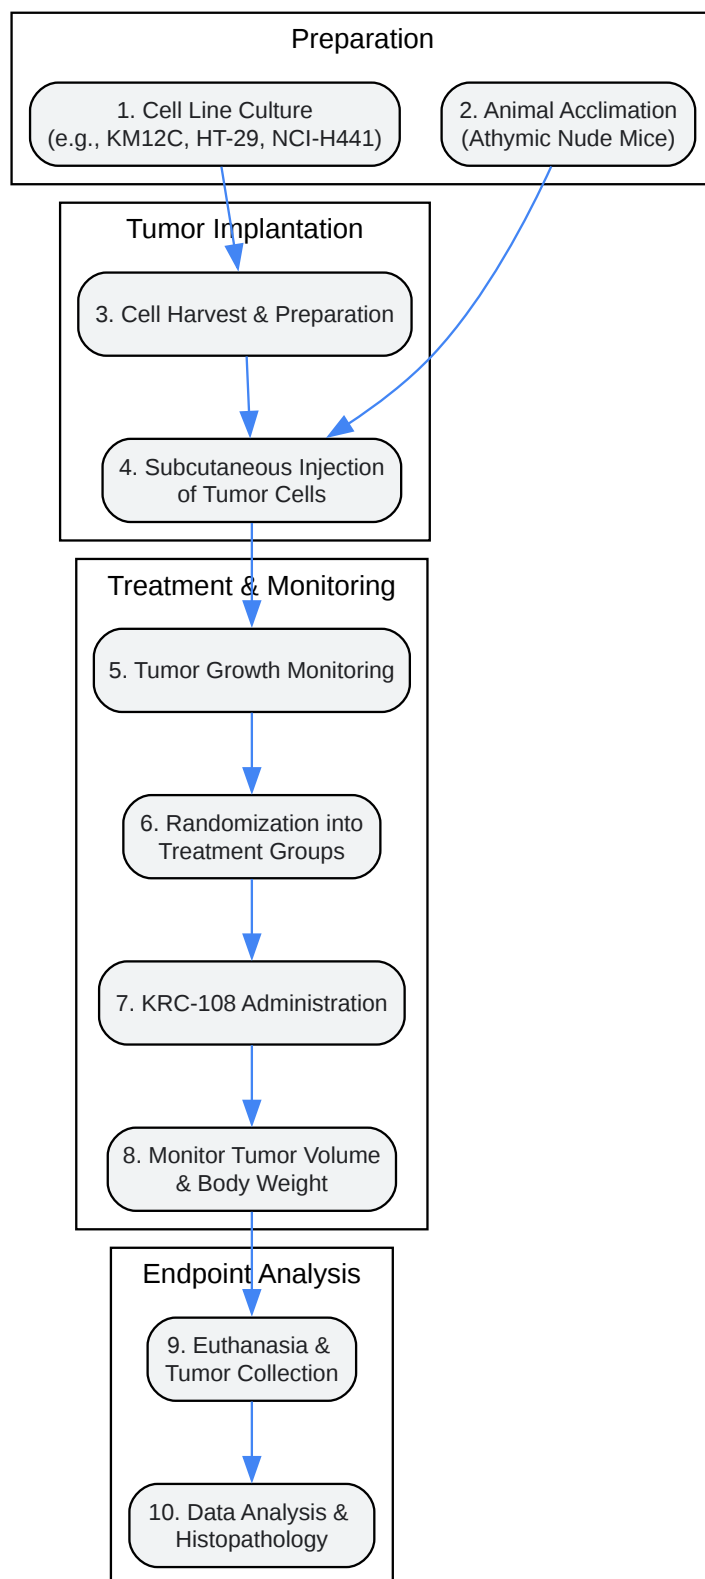 Preparation
1. Cell Line Culture
(e.g., KM12C, HT-29, NCI-H441)
2. Animal Acclimation
(Athymic Nude Mice)
Tumor Implantation
3. Cell Harvest & Preparation
4. Subcutaneous Injection
of Tumor Cells
Treatment & Monitoring
5. Tumor Growth Monitoring
6. Randomization into
Treatment Groups
7. KRC-108 Administration
8. Monitor Tumor Volume
& Body Weight
Endpoint Analysis
9. Euthanasia &
Tumor Collection
10. Data Analysis &
Histopathology